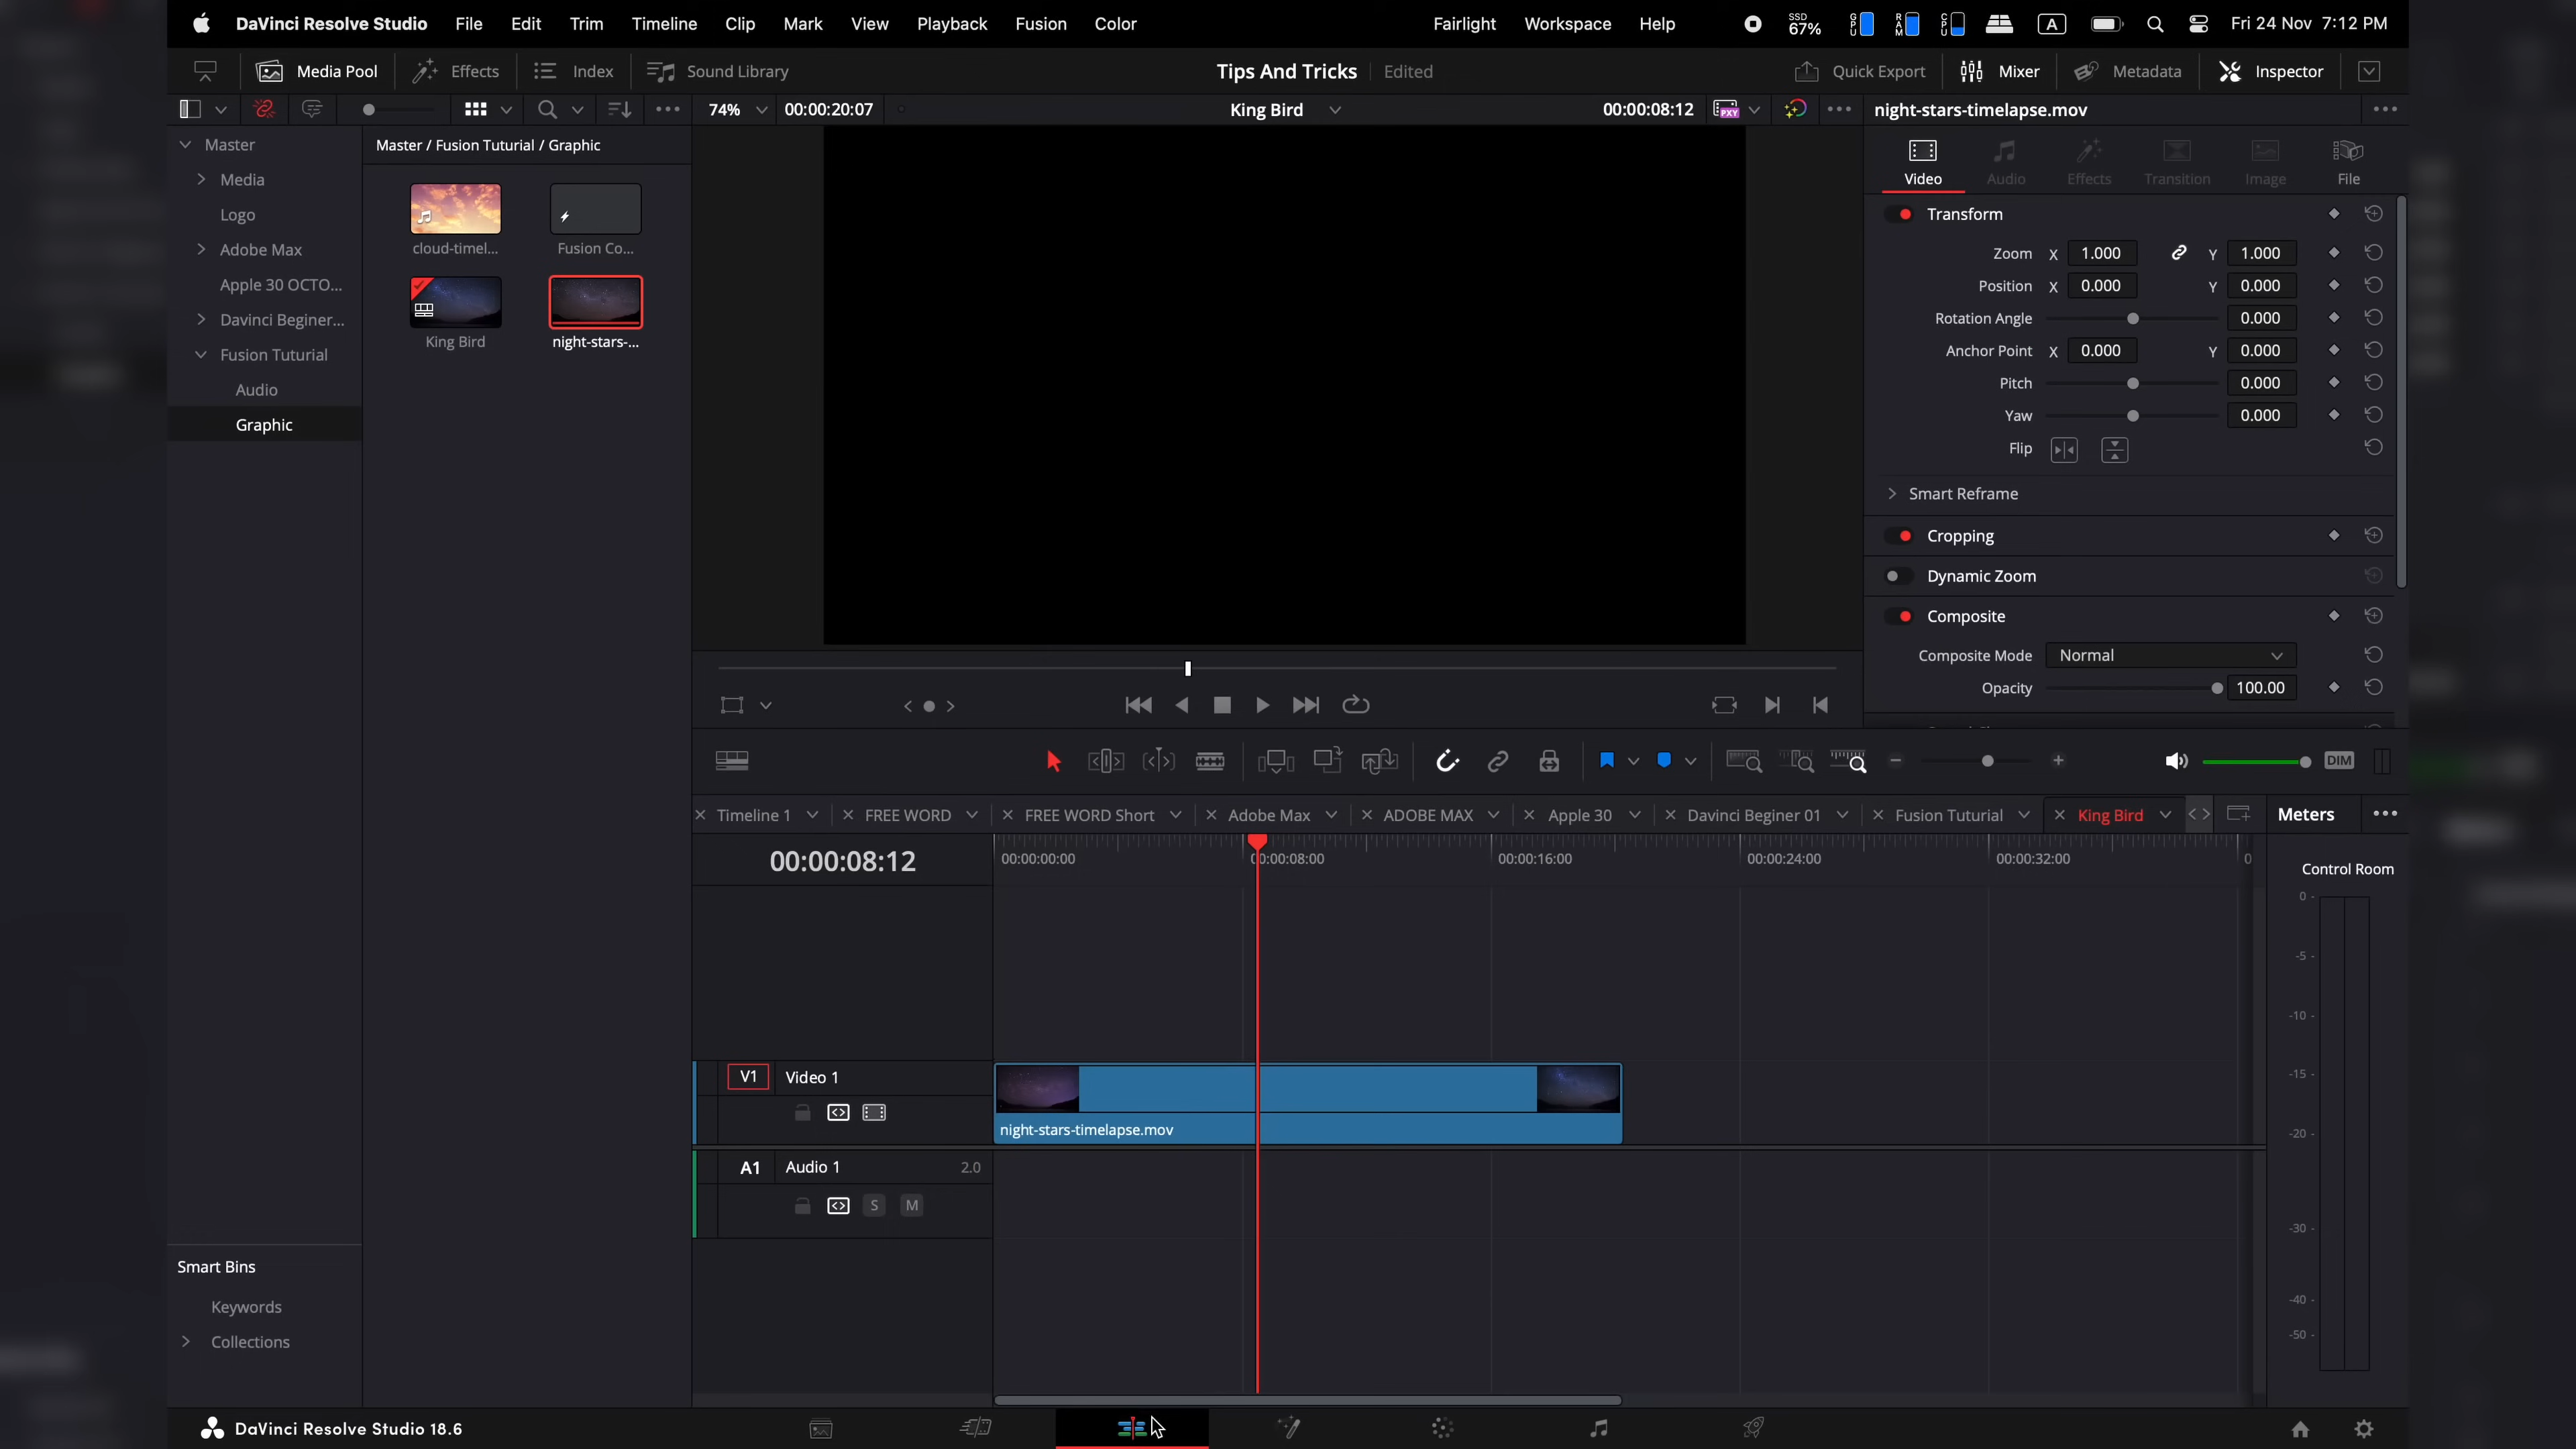 DaVinci Resolve Studio File Edit Trim Timeline Clip Mark View Playback Fusion Color Fairlight Workspace Help SSD 67% GPU RAM CPU A Fri 24 Nov 7:12 PM
Media Pool Effects Index Sound Library Tips And Tricks Edited Quick Export Mixer Metadata Inspector
74% 00:00:20:07 King Bird 00:00:08:12 PXY night-stars-timelapse.mov
Master
Media
Logo
Adobe Max
Apple 30 OCTO...
Davinci Beginer...
Fusion Tuturial
Audio
Graphic
Master / Fusion Tuturial / Graphic
cloud-timel...
Fusion Co...
King Bird
night-stars-...
Video Audio Effects Transition Image File
Transform
Zoom X 1.000 Y 1.000
Position X 0.000 Y 0.000
Rotation Angle 0.000
Anchor Point X 0.000 Y 0.000
Pitch 0.000
Yaw 0.000
Flip
Smart Reframe
Cropping
Dynamic Zoom
Composite
Composite Mode Normal
Opacity 100.00
DIM
Timeline 1 FREE WORD FREE WORD Short Adobe Max ADOBE MAX Apple 30 Davinci Beginer 01 Fusion Tuturial King Bird Meters
00:00:08:12 00:00:00:00 00:00:08:00 00:00:16:00 00:00:24:00 00:00:32:00 0
Control Room
0
-5
-10
-15
-20
-30
-40
-50
V1 Video 1
night-stars-timelapse.mov
A1 Audio 1 2.0
S M
Smart Bins
Keywords
Collections
DaVinci Resolve Studio 18.6